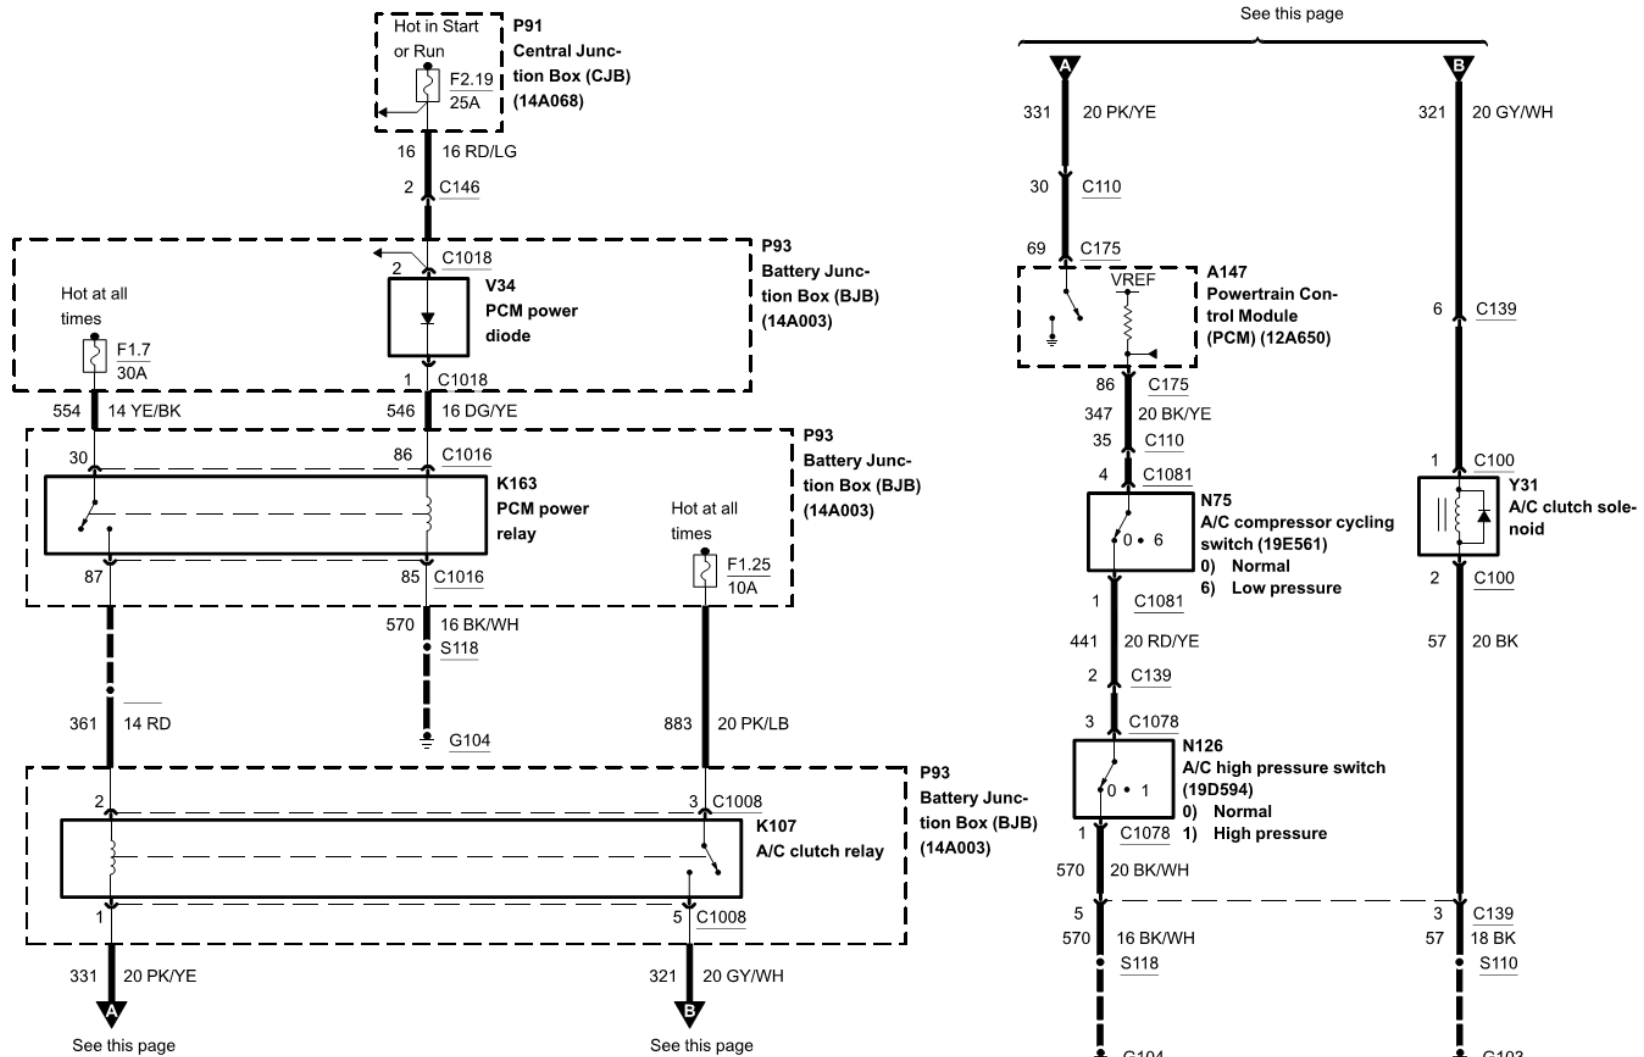 Hot in Start
or Run
F2.19
25A
P91
Central Junc-
tion Box (CJB)
(14A068)
16
16 RD/LG
2
C146
P93
Battery Junc-
tion Box (BJB)
(14A003)
2
C1018
V34
PCM power
diode
Hot at all
times
F1.7
30A
1
C1018
554
14 YE/BK
546
16 DG/YE
P93
Battery Junc-
tion Box (BJB)
(14A003)
30
86
C1016
K163
PCM power
relay
Hot at all
times
F1.25
10A
87
85
C1016
570
16 BK/WH
S118
361
14 RD
883
20 PK/LB
G104
P93
Battery Junc-
tion Box (BJB)
(14A003)
2
3
C1008
K107
A/C clutch relay
1
5
C1008
331
20 PK/YE
321
20 GY/WH
A
B
See this page
See this page
See this page
A
B
331
20 PK/YE
321
20 GY/WH
30
C110
69
C175
A147
Powertrain Con-
trol Module
(PCM) (12A650)
VREF
6
C139
86
C175
347
20 BK/YE
35
C110
4
C1081
1
C100
N75
A/C compressor cycling
switch (19E561)
0) Normal
6) Low pressure
0
6
Y31
A/C clutch sole-
noid
2
C100
1
C1081
441
20 RD/YE
57
20 BK
2
C139
3
C1078
N126
A/C high pressure switch
(19D594)
0) Normal
1) High pressure
0
1
1
C1078
570
20 BK/WH
5
3
C139
570
16 BK/WH
57
18 BK
S118
S110
G104
G103